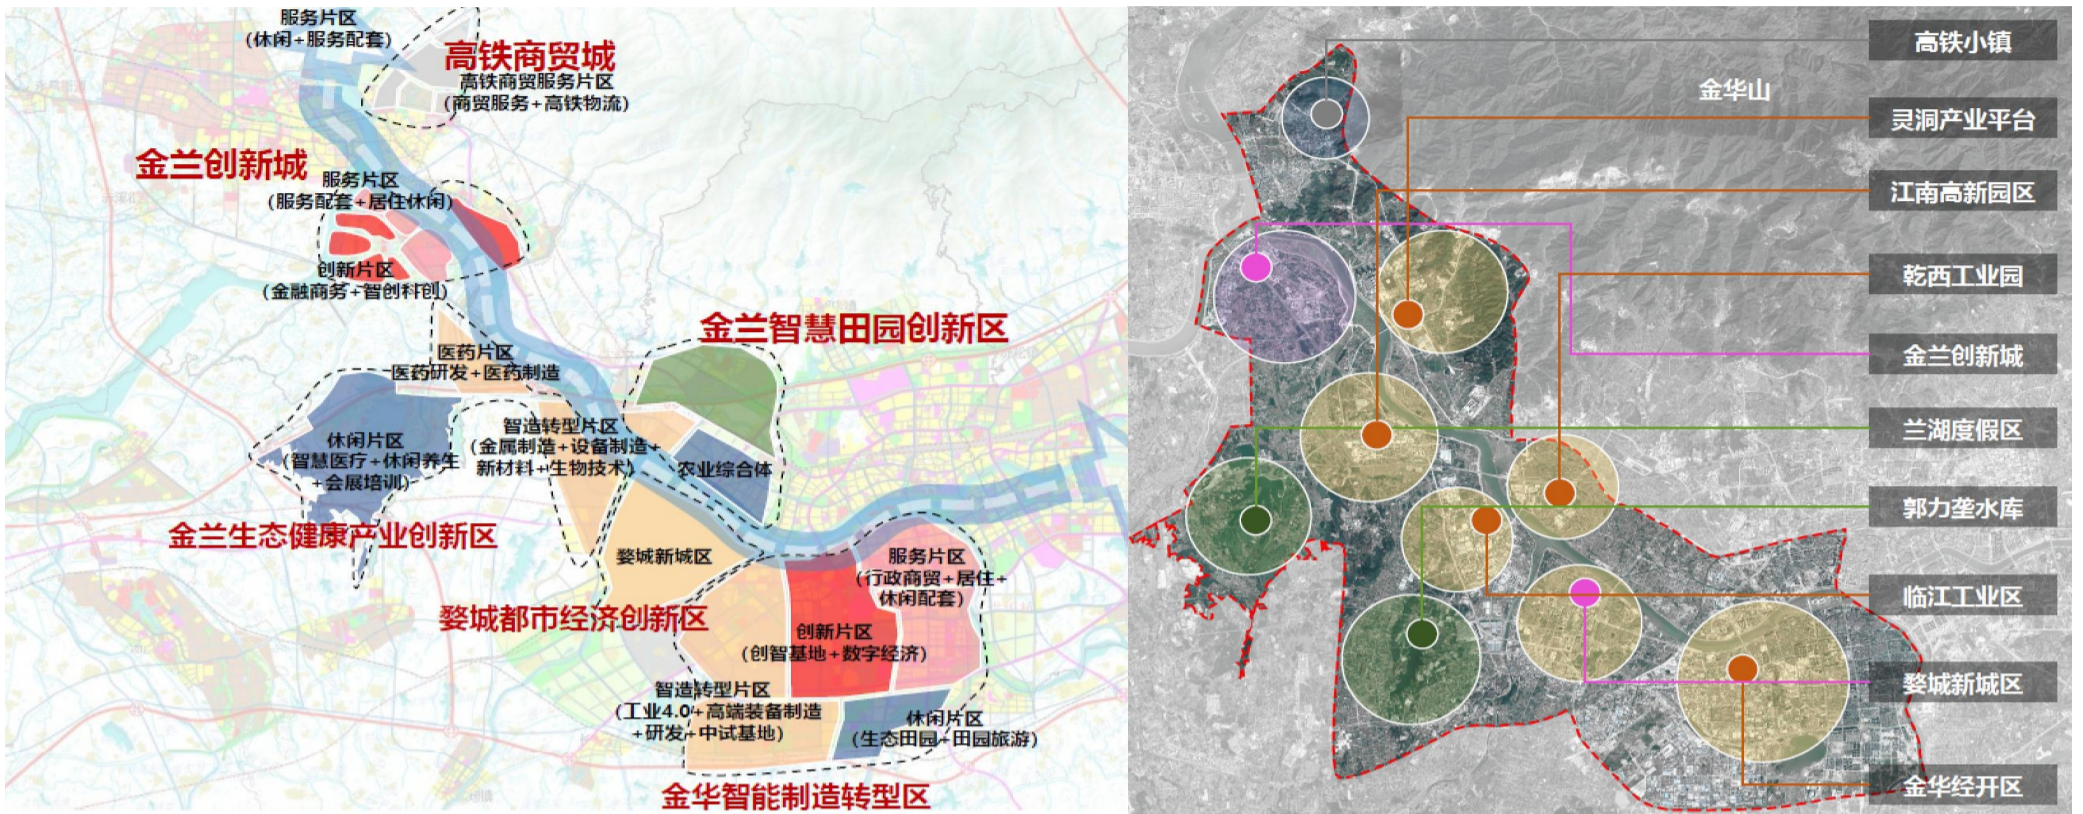 服务片区
(休闲+服务配套)
高铁商贸城
高铁商贸服务片区
(商贸服务+高铁物流)
金兰创新城
服务片区
(服务配套+居住休闲)
创新片区
(金融商务+智创科创)
金兰智慧田园创新区
医药片区
医药研发+医药制造
休闲片区
(智慧医疗+休闲养生
+会展培训)
智造转型片区
(金属制造+设备制造+
新材料+生物技术)
农业综合体
金兰生态健康产业创新区
婺城新城区
服务片区
(行政商贸+居住+
休闲配套)
婺城都市经济创新区
创新片区
(创智基地+数字经济)
智造转型片区
(工业4.0+高端装备制造
+研发+中试基地)
休闲片区
(生态田园+田园旅游)
金华智能制造转型区
金华山
高铁小镇
灵洞产业平台
江南高新园区
乾西工业园
金兰创新城
兰湖度假区
郭力垄水库
临江工业区
婺城新城区
金华经开区